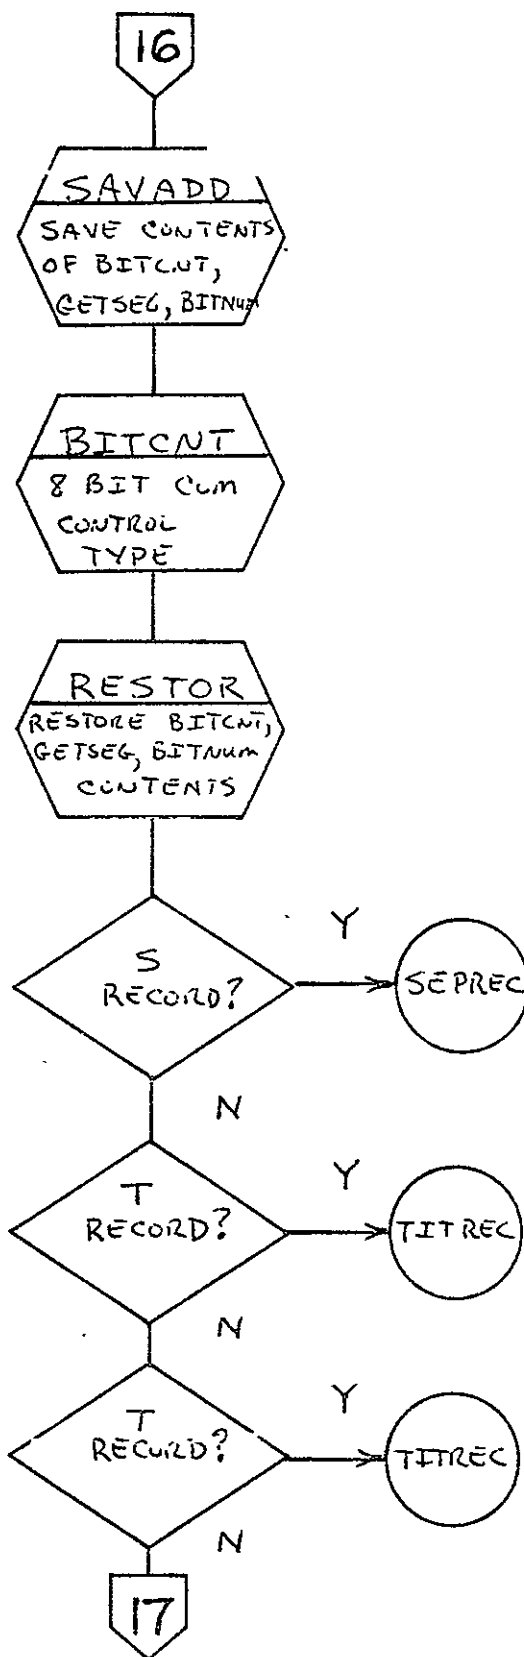 16
SAVADD
SAVE CONTENTS
OF BITCNT,
GETSEG, BITNUM
BITCNT
8 BIT CUM
CONTROL
TYPE
RESTOR
RESTORE BITCNT,
GETSEG, BITNUM
CONTENTS
S
RECORD?
Y
SEPREC
N
T
RECORD?
Y
TITREC
N
T
RECORD?
Y
TITREC
N
17